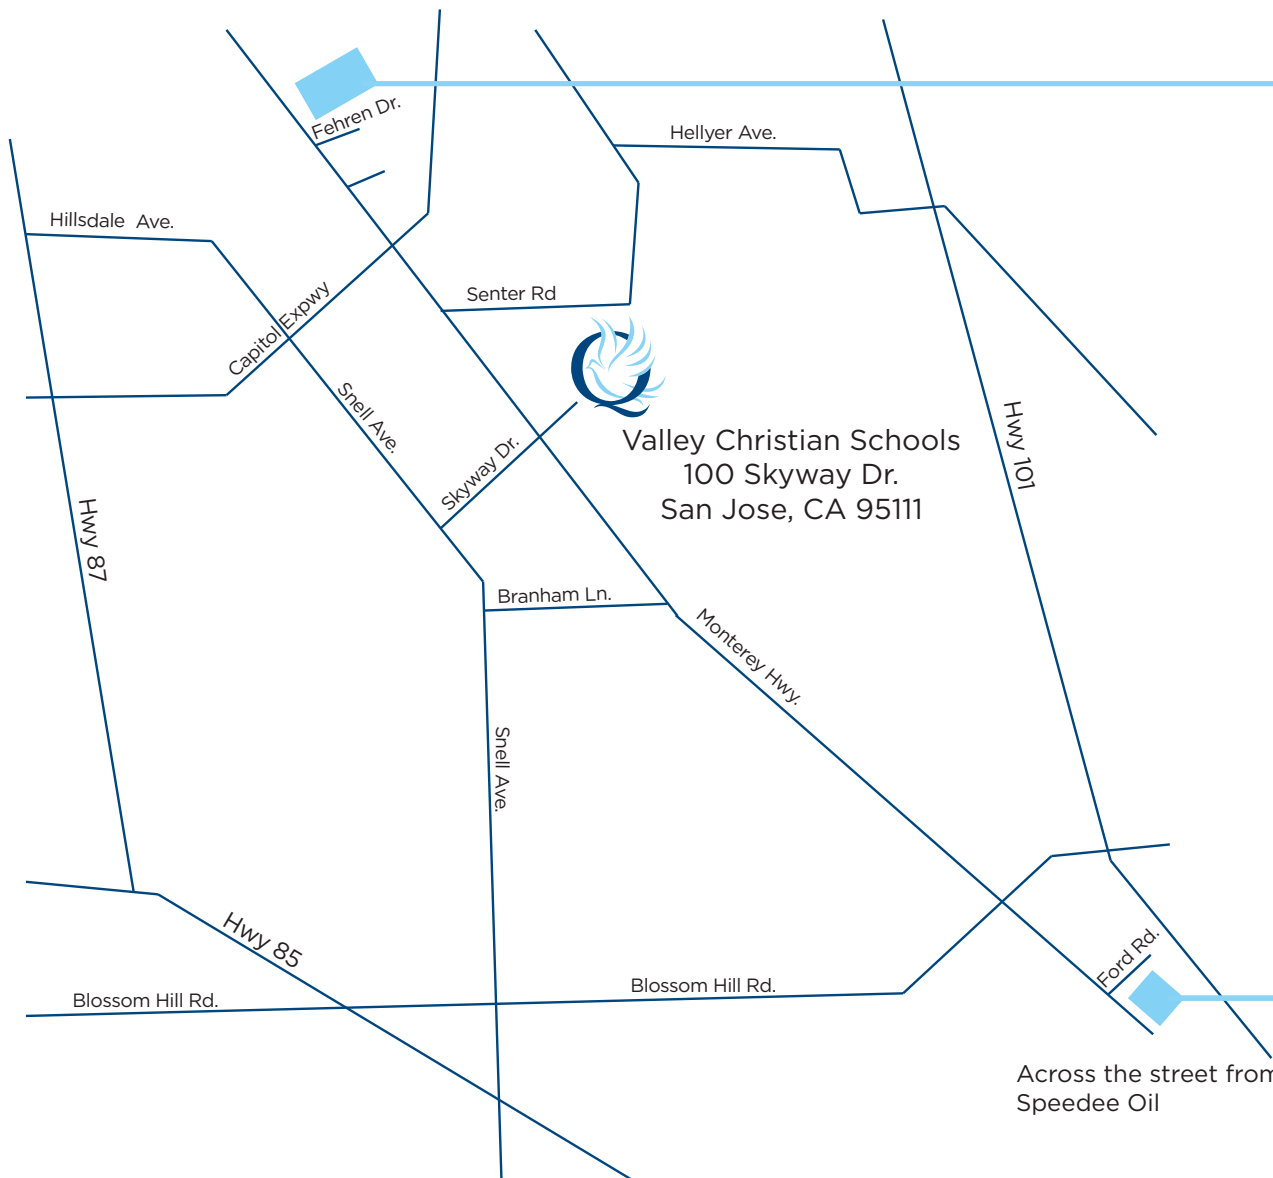 Fehren Dr.
Hellyer Ave.
Hillsdale Ave.
Capitol Expwy
Senter Rd
Snell Ave.
Skyway Dr.
Valley Christian Schools
100 Skyway Dr.
San Jose, CA 95111
Hwy 101
Hwy 87
Branham Ln.
Monterey Hwy.
Snell Ave.
Hwy 85
Blossom Hill Rd.
Blossom Hill Rd.
Ford Rd.
Across the street from
Speedee Oil